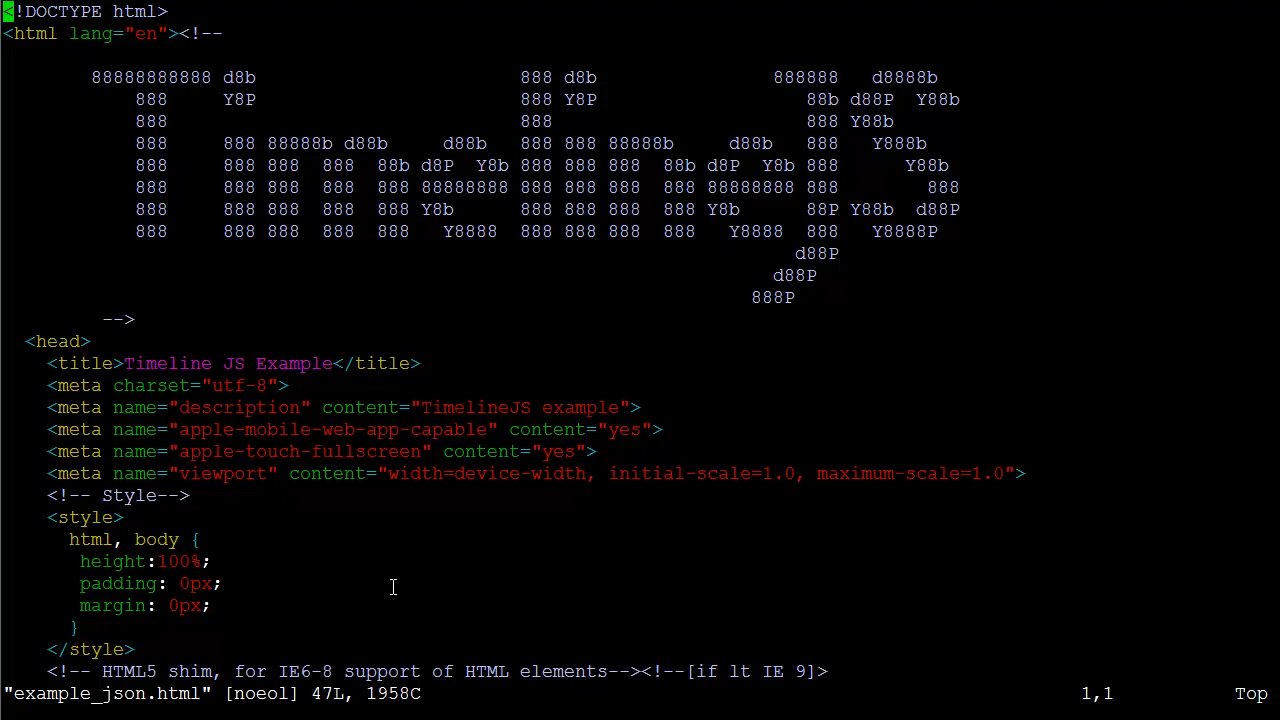 <!DOCTYPE html>
<html lang="en"><!--

        88888888888 d8b                        888 d8b                888888   d8888b
            888     Y8P                        888 Y8P                   88b d88P  Y88b
            888                                888                       888 Y88b
            888     888 88888b d88b     d88b   888 888 88888b     d88b   888   Y888b
            888     888 888  888  88b d8P  Y8b 888 888 888  88b d8P  Y8b 888      Y88b
            888     888 888  888  888 88888888 888 888 888  888 88888888 888        888
            888     888 888  888  888 Y8b      888 888 888  888 Y8b      88P Y88b  d88P
            888     888 888  888  888   Y8888  888 888 888  888   Y8888  888   Y8888P
                                                                        d88P
                                                                      d88P
                                                                    888P
         -->
  <head>
    <title>Timeline JS Example</title>
    <meta charset="utf-8">
    <meta name="description" content="TimelineJS example">
    <meta name="apple-mobile-web-app-capable" content="yes">
    <meta name="apple-touch-fullscreen" content="yes">
    <meta name="viewport" content="width=device-width, initial-scale=1.0, maximum-scale=1.0">
    <!-- Style-->
    <style>
      html, body {
       height:100%;
       padding: 0px;
       margin: 0px;
      }
    </style>
    <!-- HTML5 shim, for IE6-8 support of HTML elements--><!--[if lt IE 9]>
"example_json.html" [noeol] 47L, 1958C 1,1 Top